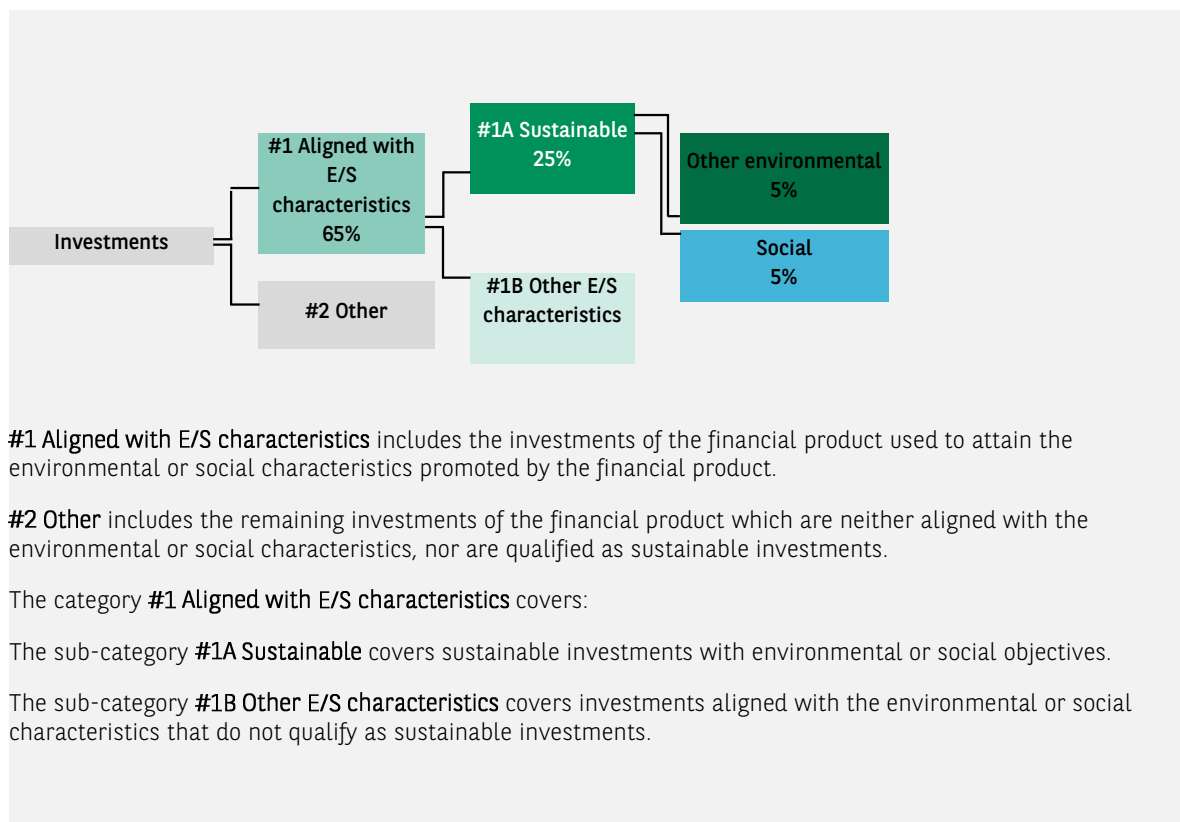 #1A Sustainable
25%
#1 Aligned with
E/S
characteristics
65%
Other environmental
5%
Investments
Social
5%
#2 Other
#1B Other E/S
characteristics
#1 Aligned with E/S characteristics includes the investments of the financial product used to attain the
environmental or social characteristics promoted by the financial product.
#2 Other includes the remaining investments of the financial product which are neither aligned with the
environmental or social characteristics, nor are qualified as sustainable investments.
The category #1 Aligned with E/S characteristics covers:
The sub-category #1A Sustainable covers sustainable investments with environmental or social objectives.
The sub-category #1B Other E/S characteristics covers investments aligned with the environmental or social
characteristics that do not qualify as sustainable investments.